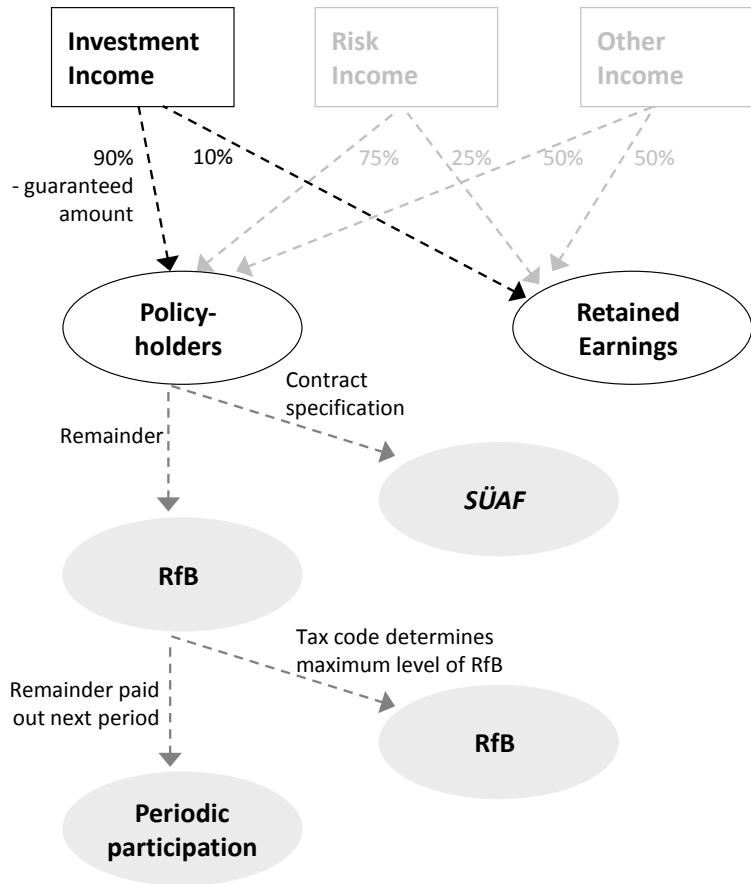 Investment
Income
Risk
Income
Other
Income
90%
- guaranteed
amount
10%
75%
25%
50%
50%
Policy-
holders
Retained
Earnings
Contract
specification
Remainder
SÜAF
RfB
Tax code determines
maximum level of RfB
Remainder paid
out next period
RfB
Periodic
participation